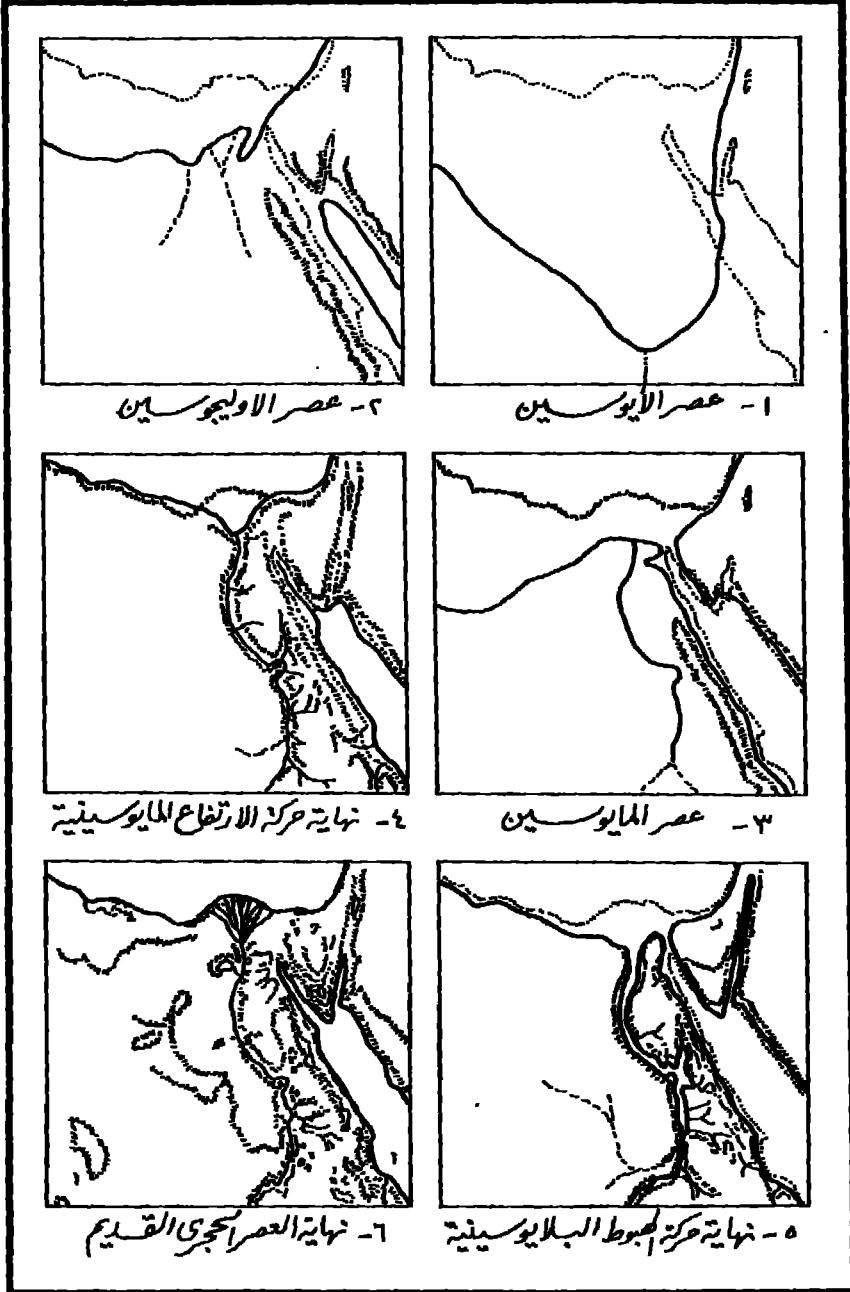 ١- عصر الأيوسين
٢- عصر الاوليجوسين
٣- عصر المايوسين
٤- نهاية حركة الارتفاع المايوسينية
٥- نهاية حركة الهبوط البلايوسينية
٦- نهاية العصر الحجرى القديم